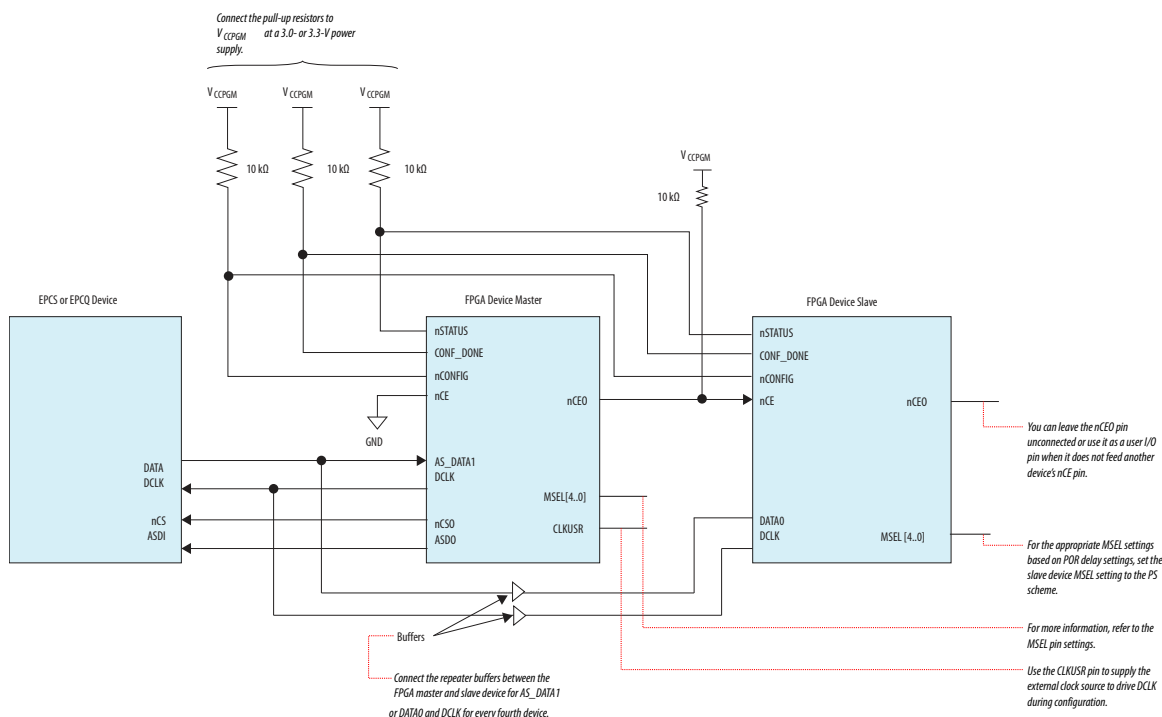 Connect the pull-up resistors to
V CCPGM at a 3.0- or 3.3-V power
supply.
V CCPGM
V CCPGM
V CCPGM
10 kΩ
10 kΩ
10 kΩ
V CCPGM
10 kΩ
EPCS or EPCQ Device
DATA
DCLK
nCS
ASDI
FPGA Device Master
nSTATUS
CONF_DONE
nCONFIG
nCE
nCEO
GND
AS_DATA1
DCLK
nCSO
ASDO
MSEL[4..0]
CLKUSR
FPGA Device Slave
nSTATUS
CONF_DONE
nCONFIG
nCE
nCEO
DATA0
DCLK
MSEL [4..0]
You can leave the nCEO pin
unconnected or use it as a user I/O
pin when it does not feed another
device's nCE pin.
For the appropriate MSEL settings
based on POR delay settings, set the
slave device MSEL setting to the PS
scheme.
For more information, refer to the
MSEL pin settings.
Use the CLKUSR pin to supply the
external clock source to drive DCLK
during configuration.
Buffers
Connect the repeater buffers between the
FPGA master and slave device for AS_DATA1
or DATA0 and DCLK for every fourth device.